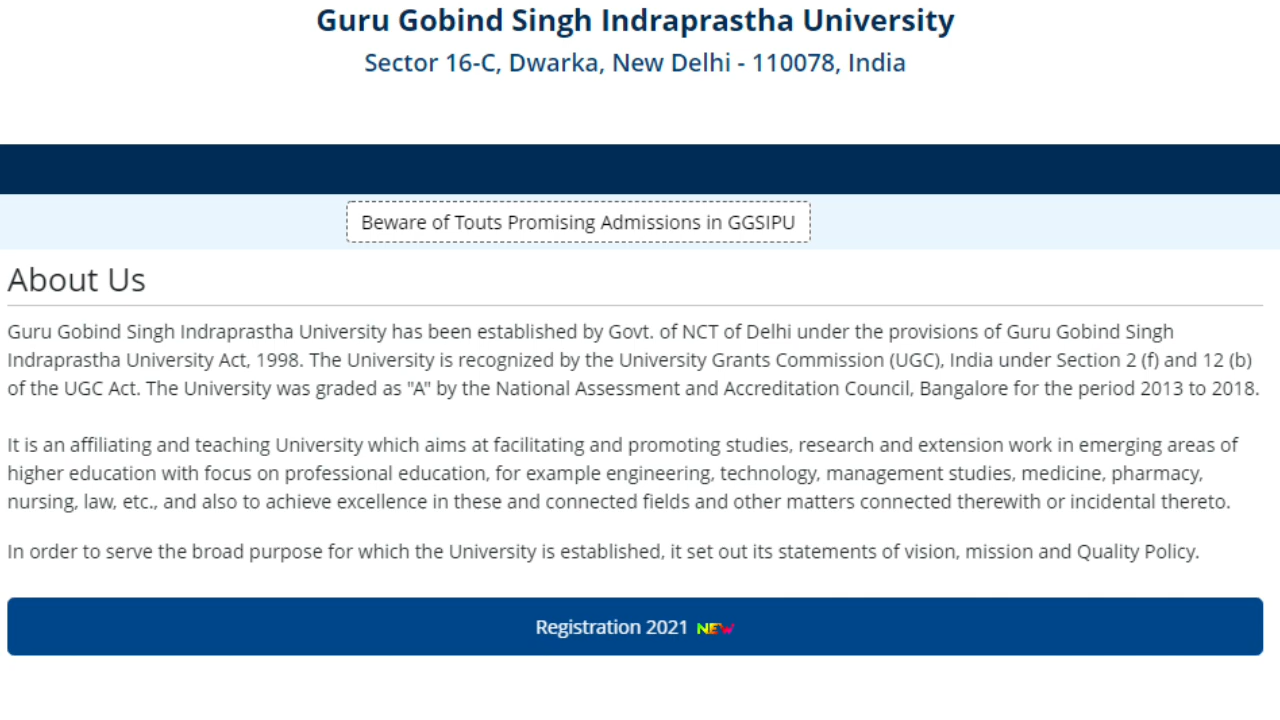 Guru Gobind Singh Indraprastha University
Sector 16-C, Dwarka, New Delhi - 110078, India
Beware of Touts Promising Admissions in GGSIPU
About Us
Guru Gobind Singh Indraprastha University has been established by Govt. of NCT of Delhi under the provisions of Guru Gobind Singh
Indraprastha University Act, 1998. The University is recognized by the University Grants Commission (UGC), India under Section 2 (f) and 12 (b)
of the UGC Act. The University was graded as "A" by the National Assessment and Accreditation Council, Bangalore for the period 2013 to 2018.
It is an affiliating and teaching University which aims at facilitating and promoting studies, research and extension work in emerging areas of
higher education with focus on professional education, for example engineering, technology, management studies, medicine, pharmacy,
nursing, law, etc., and also to achieve excellence in these and connected fields and other matters connected therewith or incidental thereto.
In order to serve the broad purpose for which the University is established, it set out its statements of vision, mission and Quality Policy.
Registration 2021 NEW